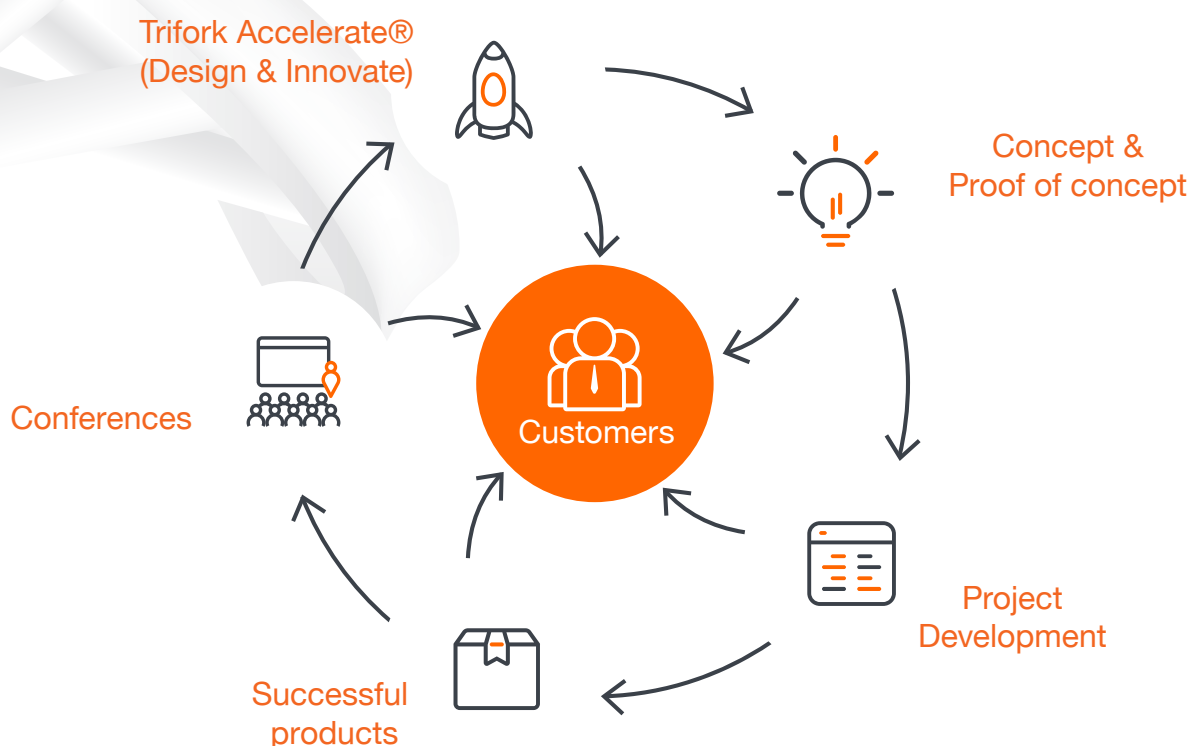 Trifork Accelerate®
(Design & Innovate)
Concept &
Proof of concept
Conferences
Customers
Project
Development
Successful
products